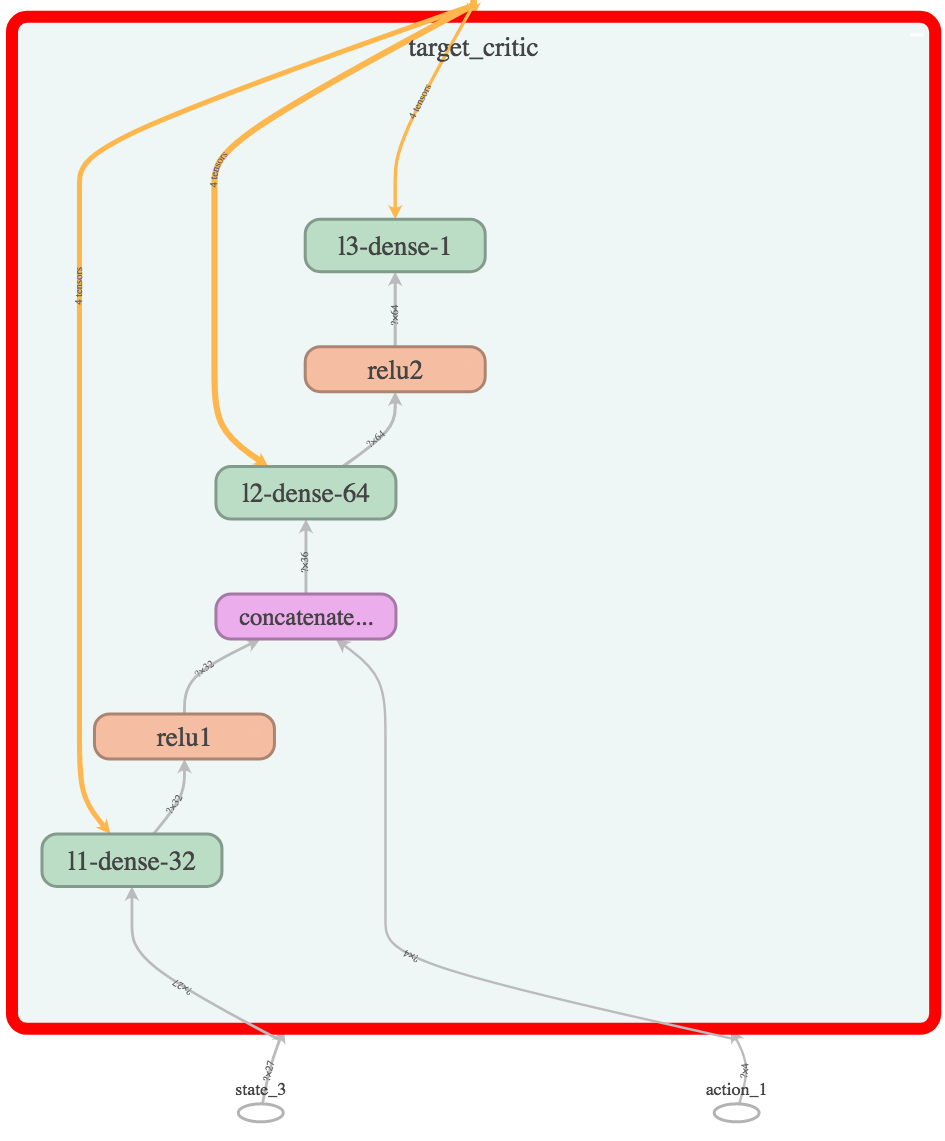 target_critic
4 tensors
4 tensors
4 tensors
l3-dense-1
?x64
relu2
?x64
l2-dense-64
?x36
concatenate...
?x32
relu1
?x32
l1-dense-32
?x4
?x27
?x27
?x4
state_3
action_1